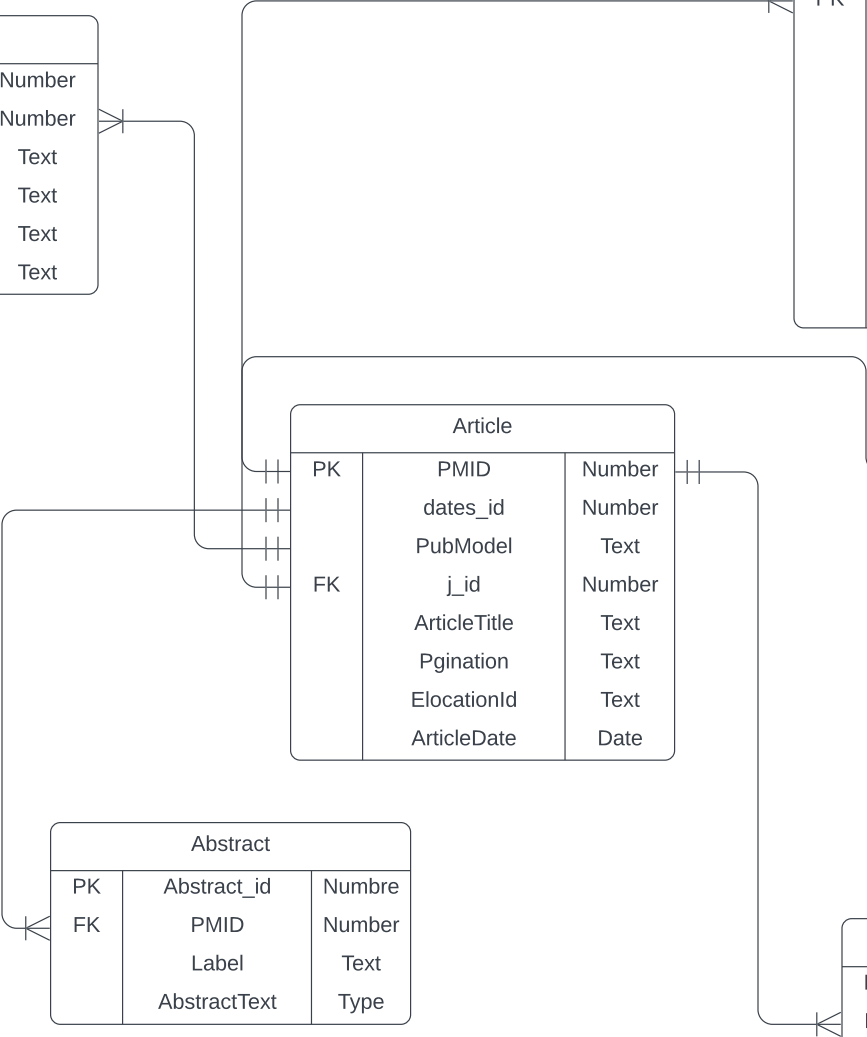 PK
Number
Number
Text
Text
Text
Text
Article
PK PMID Number
dates_id Number
PubModel Text
FK j_id Number
ArticleTitle Text
Pgination Text
ElocationId Text
ArticleDate Date
Abstract
PK Abstract_id Numbre
FK PMID Number
Label Text
AbstractText Type